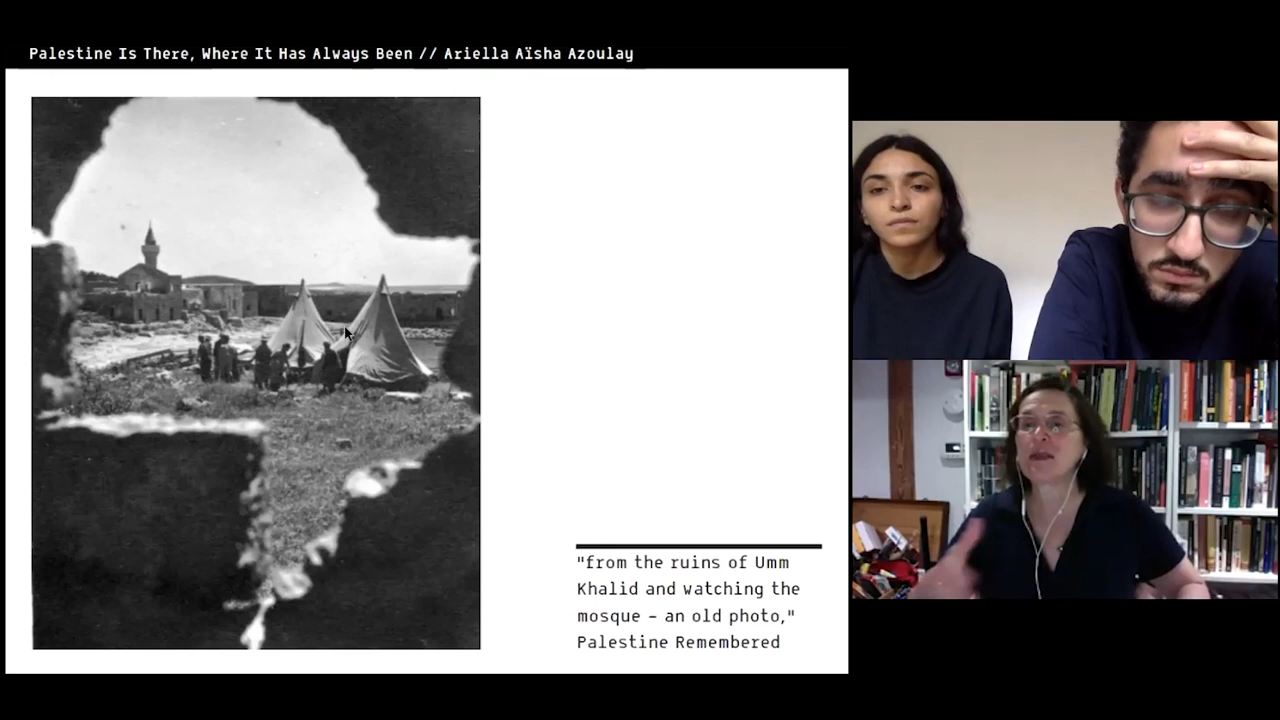 Palestine Is There, Where It Has Always Been // Ariella Aïsha Azoulay
"from the ruins of Umm
Khalid and watching the
mosque – an old photo,"
Palestine Remembered